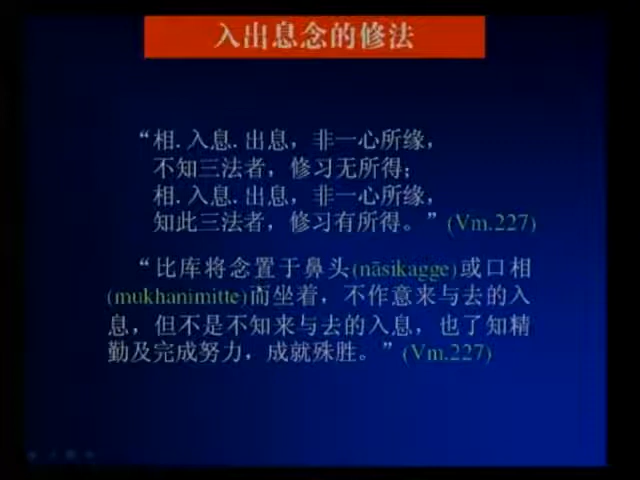 入出息念的修法
“相.入息.出息，非一心所缘，
不知三法者，修习无所得；
相.入息.出息，非一心所缘，
知此三法者，修习有所得。”(Vm.227)
“比库将念置于鼻头(nāsikagge)或口相
(mukhanimitte)而坐着，不作意来与去的入
息，但不是不知来与去的入息，也了知精
勤及完成努力，成就殊胜。”(Vm.227)